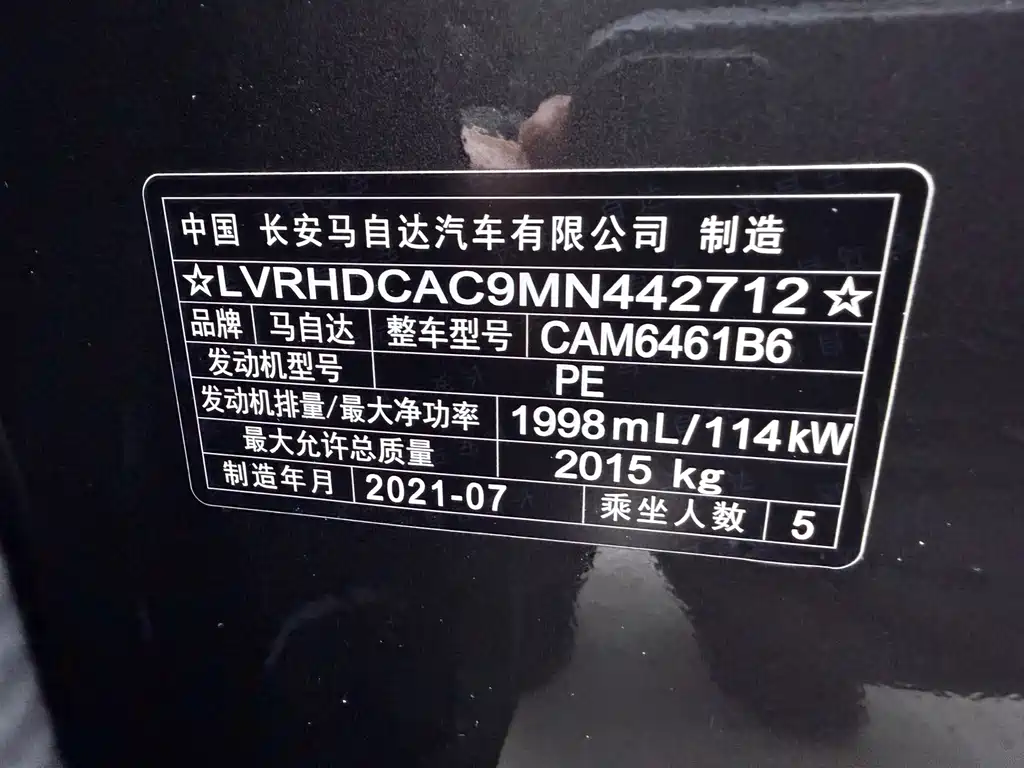 中国 长安马自达汽车有限公司 制造
☆LVRHDCAC9MN442712☆
品牌 马自达 整车型号 CAM6461B6
发动机型号 PE
发动机排量/最大净功率 1998mL/114kW
最大允许总质量 2015 kg
制造年月 2021-07 乘坐人数 5